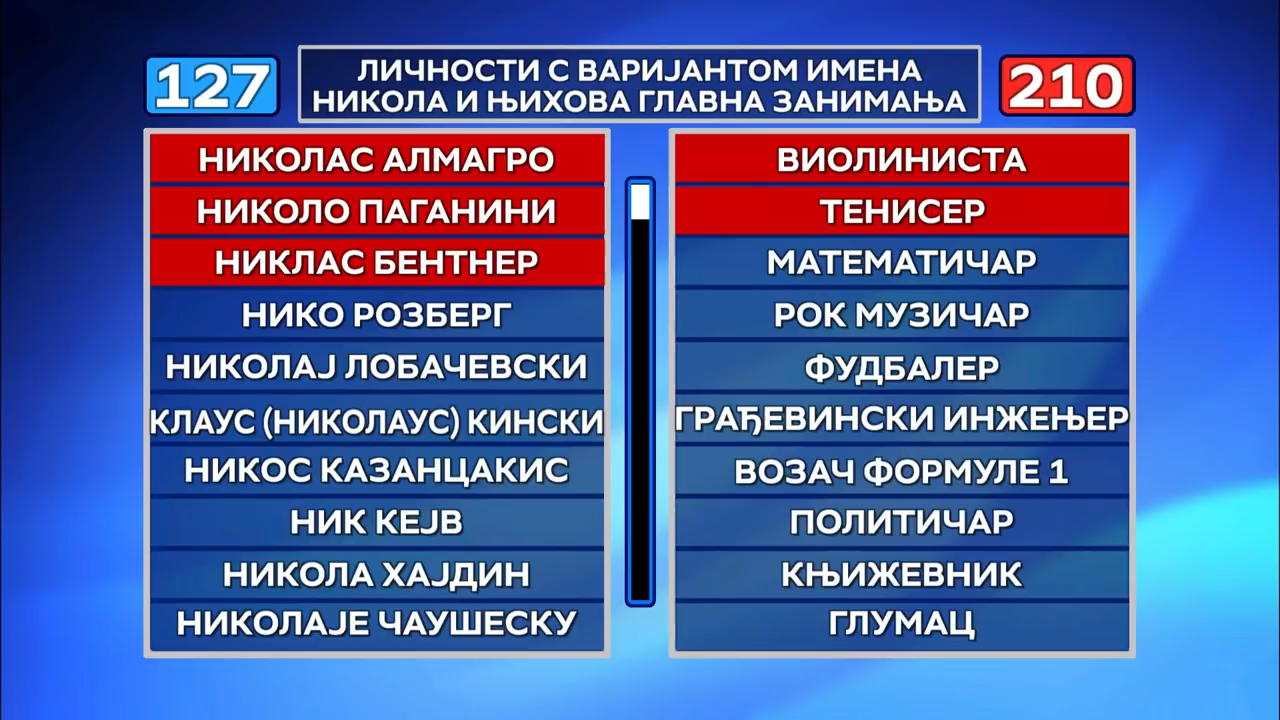 127
ЛИЧНОСТИ С ВАРИЈАНТОМ ИМЕНА
НИКОЛА И ЊИХОВА ГЛАВНА ЗАНИМАЊА
210
НИКОЛАС АЛМАГРО
ВИОЛИНИСТА
НИКОЛО ПАГАНИНИ
ТЕНИСЕР
НИКЛАС БЕНТНЕР
МАТЕМАТИЧАР
НИКО РОЗБЕРГ
РОК МУЗИЧАР
НИКОЛАЈ ЛОБАЧЕВСКИ
ФУДБАЛЕР
КЛАУС (НИКОЛАУС) КИНСКИ
ГРАЂЕВИНСКИ ИНЖЕЊЕР
НИКОС КАЗАНЦАКИС
ВОЗАЧ ФОРМУЛЕ 1
НИК КЕЈВ
ПОЛИТИЧАР
НИКОЛА ХАЈДИН
КЊИЖЕВНИК
НИКОЛАЈЕ ЧАУШЕСКУ
ГЛУМАЦ